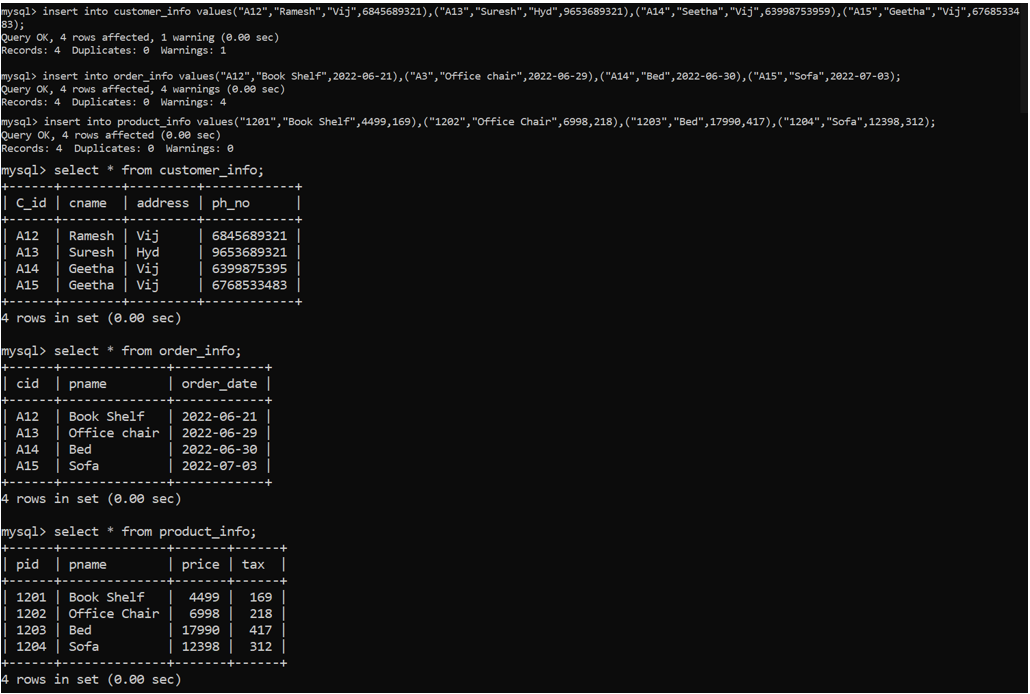 mysql> insert into customer_info values("A12","Ramesh","Vij",6845689321),("A13","Suresh","Hyd",9653689321),("A14","Seetha","Vij",63998753959),("A15","Geetha","Vij",67685334
83);
Query OK, 4 rows affected, 1 warning (0.00 sec)
Records: 4  Duplicates: 0  Warnings: 1
mysql> insert into order_info values("A12","Book Shelf",2022-06-21),("A3","Office chair",2022-06-29),("A14","Bed",2022-06-30),("A15","Sofa",2022-07-03);
Query OK, 4 rows affected, 4 warnings (0.00 sec)
Records: 4  Duplicates: 0  Warnings: 4
mysql> insert into product_info values("1201","Book Shelf",4499,169),("1202","Office Chair",6998,218),("1203","Bed",17990,417),("1204","Sofa",12398,312);
Query OK, 4 rows affected (0.00 sec)
Records: 4  Duplicates: 0  Warnings: 0
mysql> select * from customer_info;
+------+--------+---------+------------+
| C_id | cname  | address | ph_no      |
+------+--------+---------+------------+
| A12  | Ramesh | Vij     | 6845689321 |
| A13  | Suresh | Hyd     | 9653689321 |
| A14  | Geetha | Vij     | 6399875395 |
| A15  | Geetha | Vij     | 6768533483 |
+------+--------+---------+------------+
4 rows in set (0.00 sec)
mysql> select * from order_info;
+------+--------------+------------+
| cid  | pname        | order_date |
+------+--------------+------------+
| A12  | Book Shelf   | 2022-06-21 |
| A13  | Office chair | 2022-06-29 |
| A14  | Bed          | 2022-06-30 |
| A15  | Sofa         | 2022-07-03 |
+------+--------------+------------+
4 rows in set (0.00 sec)
mysql> select * from product_info;
+------+--------------+-------+------+
| pid  | pname        | price | tax  |
+------+--------------+-------+------+
| 1201 | Book Shelf   |  4499 |  169 |
| 1202 | Office Chair |  6998 |  218 |
| 1203 | Bed          | 17990 |  417 |
| 1204 | Sofa         | 12398 |  312 |
+------+--------------+-------+------+
4 rows in set (0.00 sec)